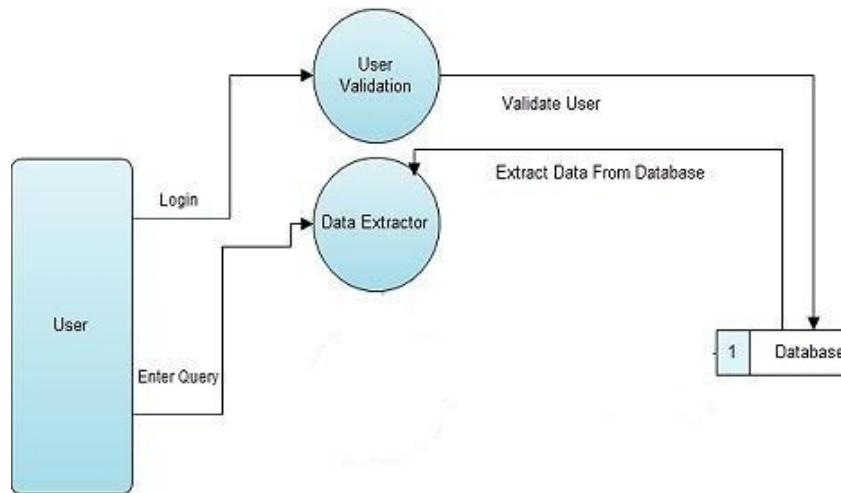 User
Validation
Validate User
Extract Data From Database
Login
Data Extractor
User
Enter Query
1
Database